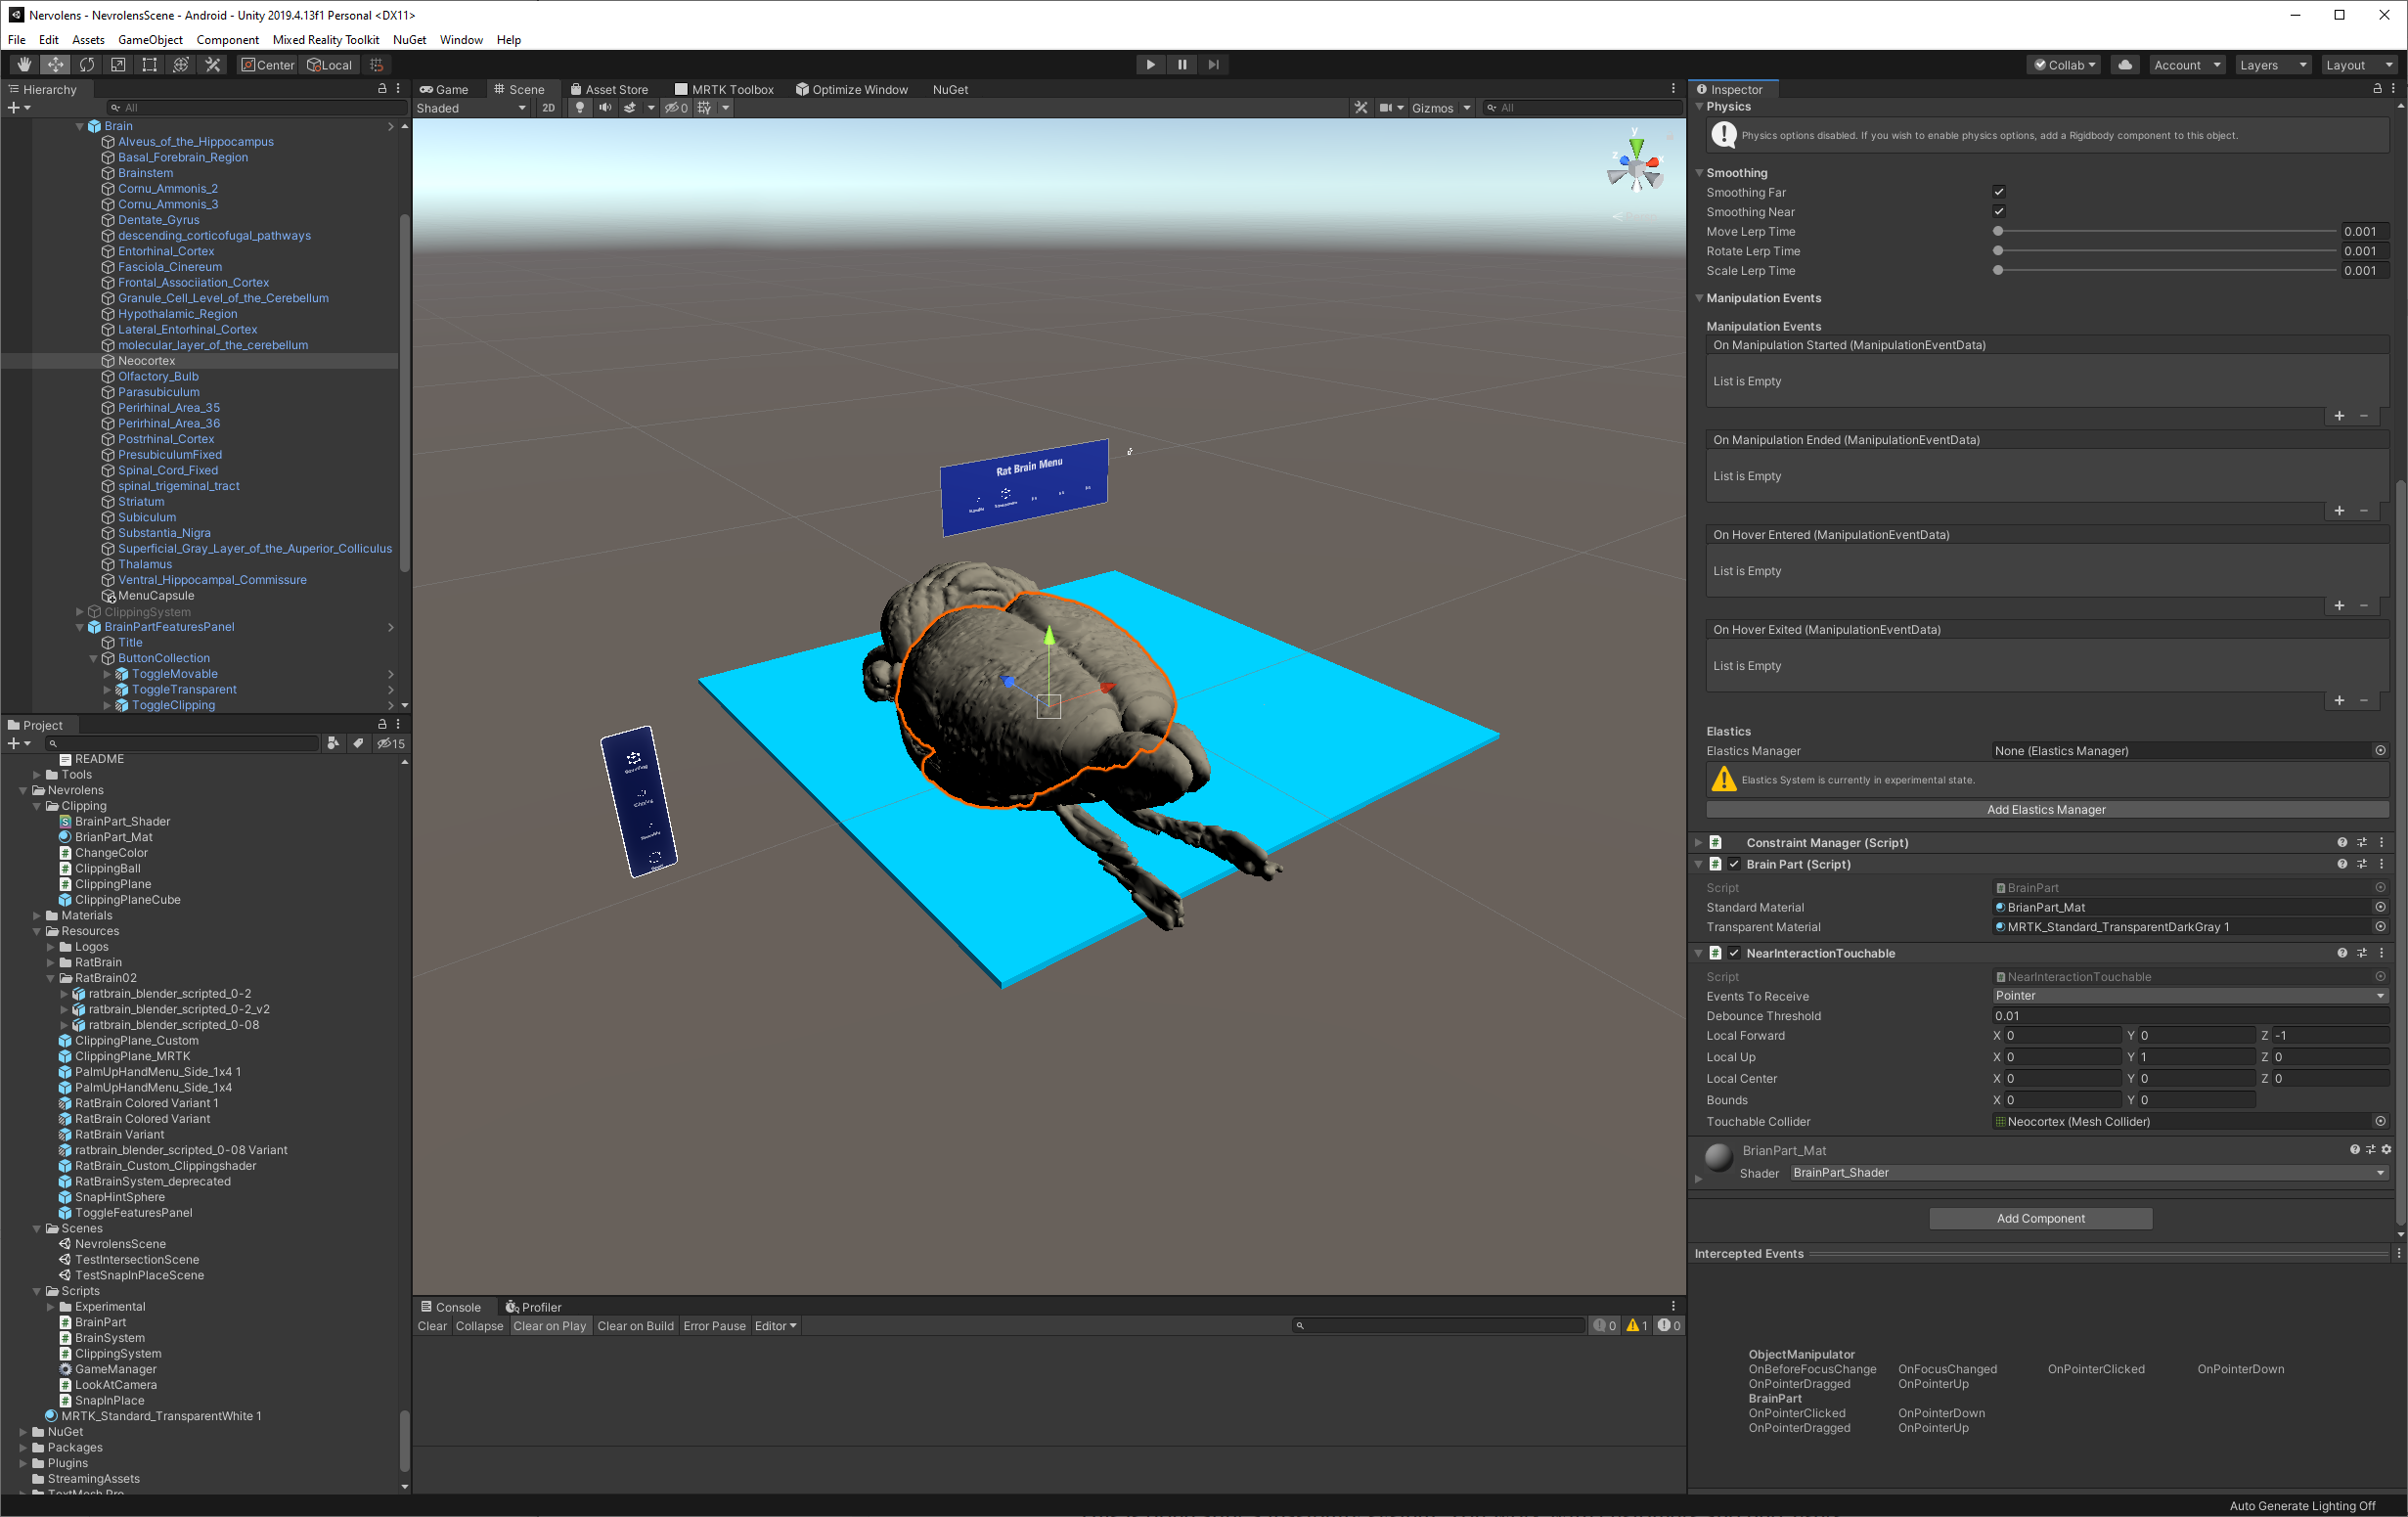 Nervolens - NevrolensScene - Android - Unity 2019.4.13f1 Personal <DX11>
File Edit Assets GameObject Component Mixed Reality Toolkit NuGet Window Help
Center Local
Collab Account Layers Layout
Hierarchy
All
Brain
Alveus_of_the_Hippocampus
Basal_Forebrain_Region
Brainstem
Cornu_Ammonis_2
Cornu_Ammonis_3
Dentate_Gyrus
descending_corticofugal_pathways
Entorhinal_Cortex
Fasciola_Cinereum
Frontal_Associiation_Cortex
Granule_Cell_Level_of_the_Cerebellum
Hypothalamic_Region
Lateral_Entorhinal_Cortex
molecular_layer_of_the_cerebellum
Neocortex
Olfactory_Bulb
Parasubiculum
Perirhinal_Area_35
Perirhinal_Area_36
Postrhinal_Cortex
PresubiculumFixed
Spinal_Cord_Fixed
spinal_trigeminal_tract
Striatum
Subiculum
Substantia_Nigra
Superficial_Gray_Layer_of_the_Auperior_Colliculus
Thalamus
Ventral_Hippocampal_Commissure
MenuCapsule
ClippingSystem
BrainPartFeaturesPanel
Title
ButtonCollection
ToggleMovable
ToggleTransparent
ToggleClipping
Project
15
README
Tools
Nevrolens
Clipping
BrainPart_Shader
BrianPart_Mat
ChangeColor
ClippingBall
ClippingPlane
ClippingPlaneCube
Materials
Resources
Logos
RatBrain
RatBrain02
ratbrain_blender_scripted_0-2
ratbrain_blender_scripted_0-2_v2
ratbrain_blender_scripted_0-08
ClippingPlane_Custom
ClippingPlane_MRTK
PalmUpHandMenu_Side_1x4 1
PalmUpHandMenu_Side_1x4
RatBrain Colored Variant 1
RatBrain Colored Variant
RatBrain Variant
ratbrain_blender_scripted_0-08 Variant
RatBrain_Custom_Clippingshader
RatBrainSystem_deprecated
SnapHintSphere
ToggleFeaturesPanel
Scenes
NevrolensScene
TestIntersectionScene
TestSnapInPlaceScene
Scripts
Experimental
BrainPart
BrainSystem
ClippingSystem
GameManager
LookAtCamera
SnapInPlace
MRTK_Standard_TransparentWhite 1
NuGet
Packages
Plugins
StreamingAssets
TextMesh Pro
Game Scene Asset Store MRTK Toolbox Optimize Window NuGet
Shaded 2D 0 Gizmos All
y
z x
Rat Brain Menu
Console Profiler
Clear Collapse Clear on Play Clear on Build Error Pause Editor 0 1 0
Inspector
Physics
Physics options disabled. If you wish to enable physics options, add a Rigidbody component to this object.
Smoothing
Smoothing Far
Smoothing Near
Move Lerp Time 0.001
Rotate Lerp Time 0.001
Scale Lerp Time 0.001
Manipulation Events
Manipulation Events
On Manipulation Started (ManipulationEventData)
List is Empty
On Manipulation Ended (ManipulationEventData)
List is Empty
On Hover Entered (ManipulationEventData)
List is Empty
On Hover Exited (ManipulationEventData)
List is Empty
Elastics
Elastics Manager None (Elastics Manager)
Elastics System is currently in experimental state.
Add Elastics Manager
Constraint Manager (Script)
Brain Part (Script)
Script BrainPart
Standard Material BrianPart_Mat
Transparent Material MRTK_Standard_TransparentDarkGray 1
NearInteractionTouchable
Script NearInteractionTouchable
Events To Receive Pointer
Debounce Threshold 0.01
Local Forward X 0 Y 0 Z -1
Local Up X 0 Y 1 Z 0
Local Center X 0 Y 0 Z 0
Bounds X 0 Y 0
Touchable Collider Neocortex (Mesh Collider)
BrianPart_Mat
Shader BrainPart_Shader
Add Component
Intercepted Events
ObjectManipulator
OnBeforeFocusChange OnFocusChanged OnPointerClicked OnPointerDown
OnPointerDragged OnPointerUp
BrainPart
OnPointerClicked OnPointerDown
OnPointerDragged OnPointerUp
Auto Generate Lighting Off